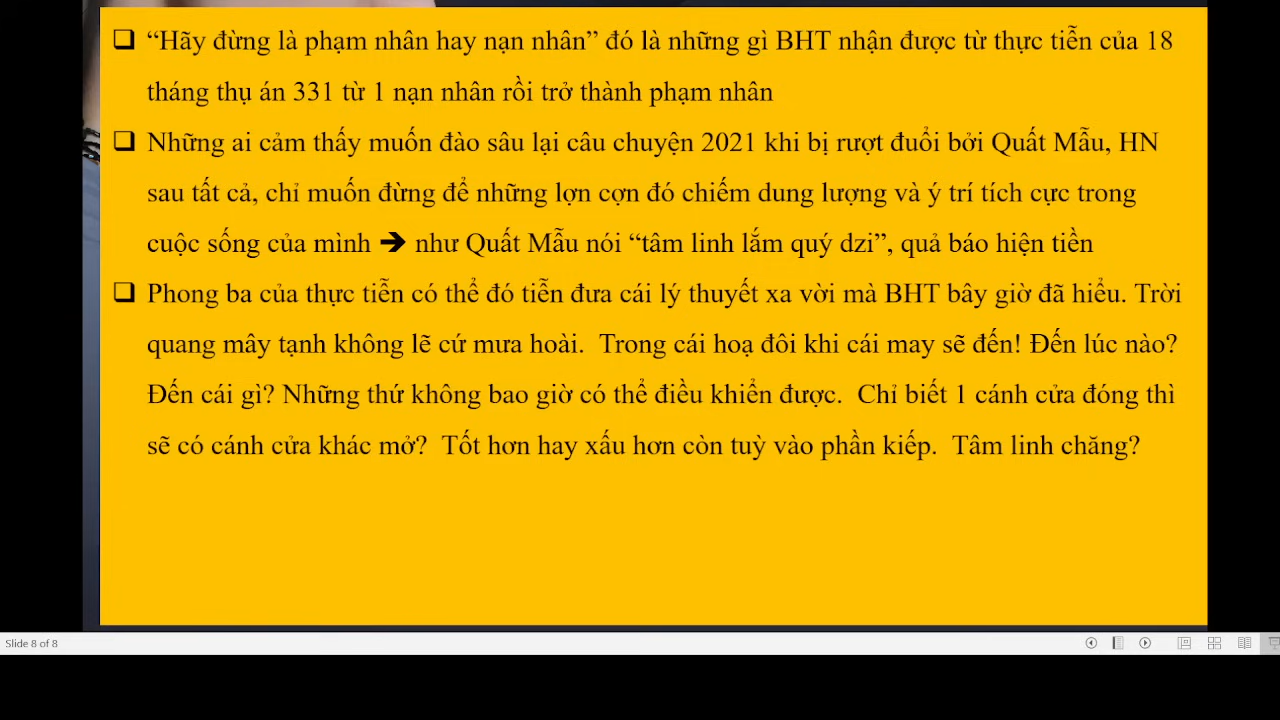 ❑ “Hãy đừng là phạm nhân hay nạn nhân” đó là những gì BHT nhận được từ thực tiễn của 18
tháng thụ án 331 từ 1 nạn nhân rồi trở thành phạm nhân
❑ Những ai cảm thấy muốn đào sâu lại câu chuyện 2021 khi bị rượt đuổi bởi Quất Mẫu, HN
sau tất cả, chỉ muốn đừng để những lợn cợn đó chiếm dung lượng và ý trí tích cực trong
cuộc sống của mình ➔ như Quất Mẫu nói “tâm linh lắm quý dzi”, quả báo hiện tiền
❑ Phong ba của thực tiễn có thể đó tiễn đưa cái lý thuyết xa vời mà BHT bây giờ đã hiểu. Trời
quang mây tạnh không lẽ cứ mưa hoài.  Trong cái hoạ đôi khi cái may sẽ đến! Đến lúc nào?
Đến cái gì? Những thứ không bao giờ có thể điều khiển được.  Chỉ biết 1 cánh cửa đóng thì
sẽ có cánh cửa khác mở?  Tốt hơn hay xấu hơn còn tuỳ vào phần kiếp.  Tâm linh chăng?
Slide 8 of 8